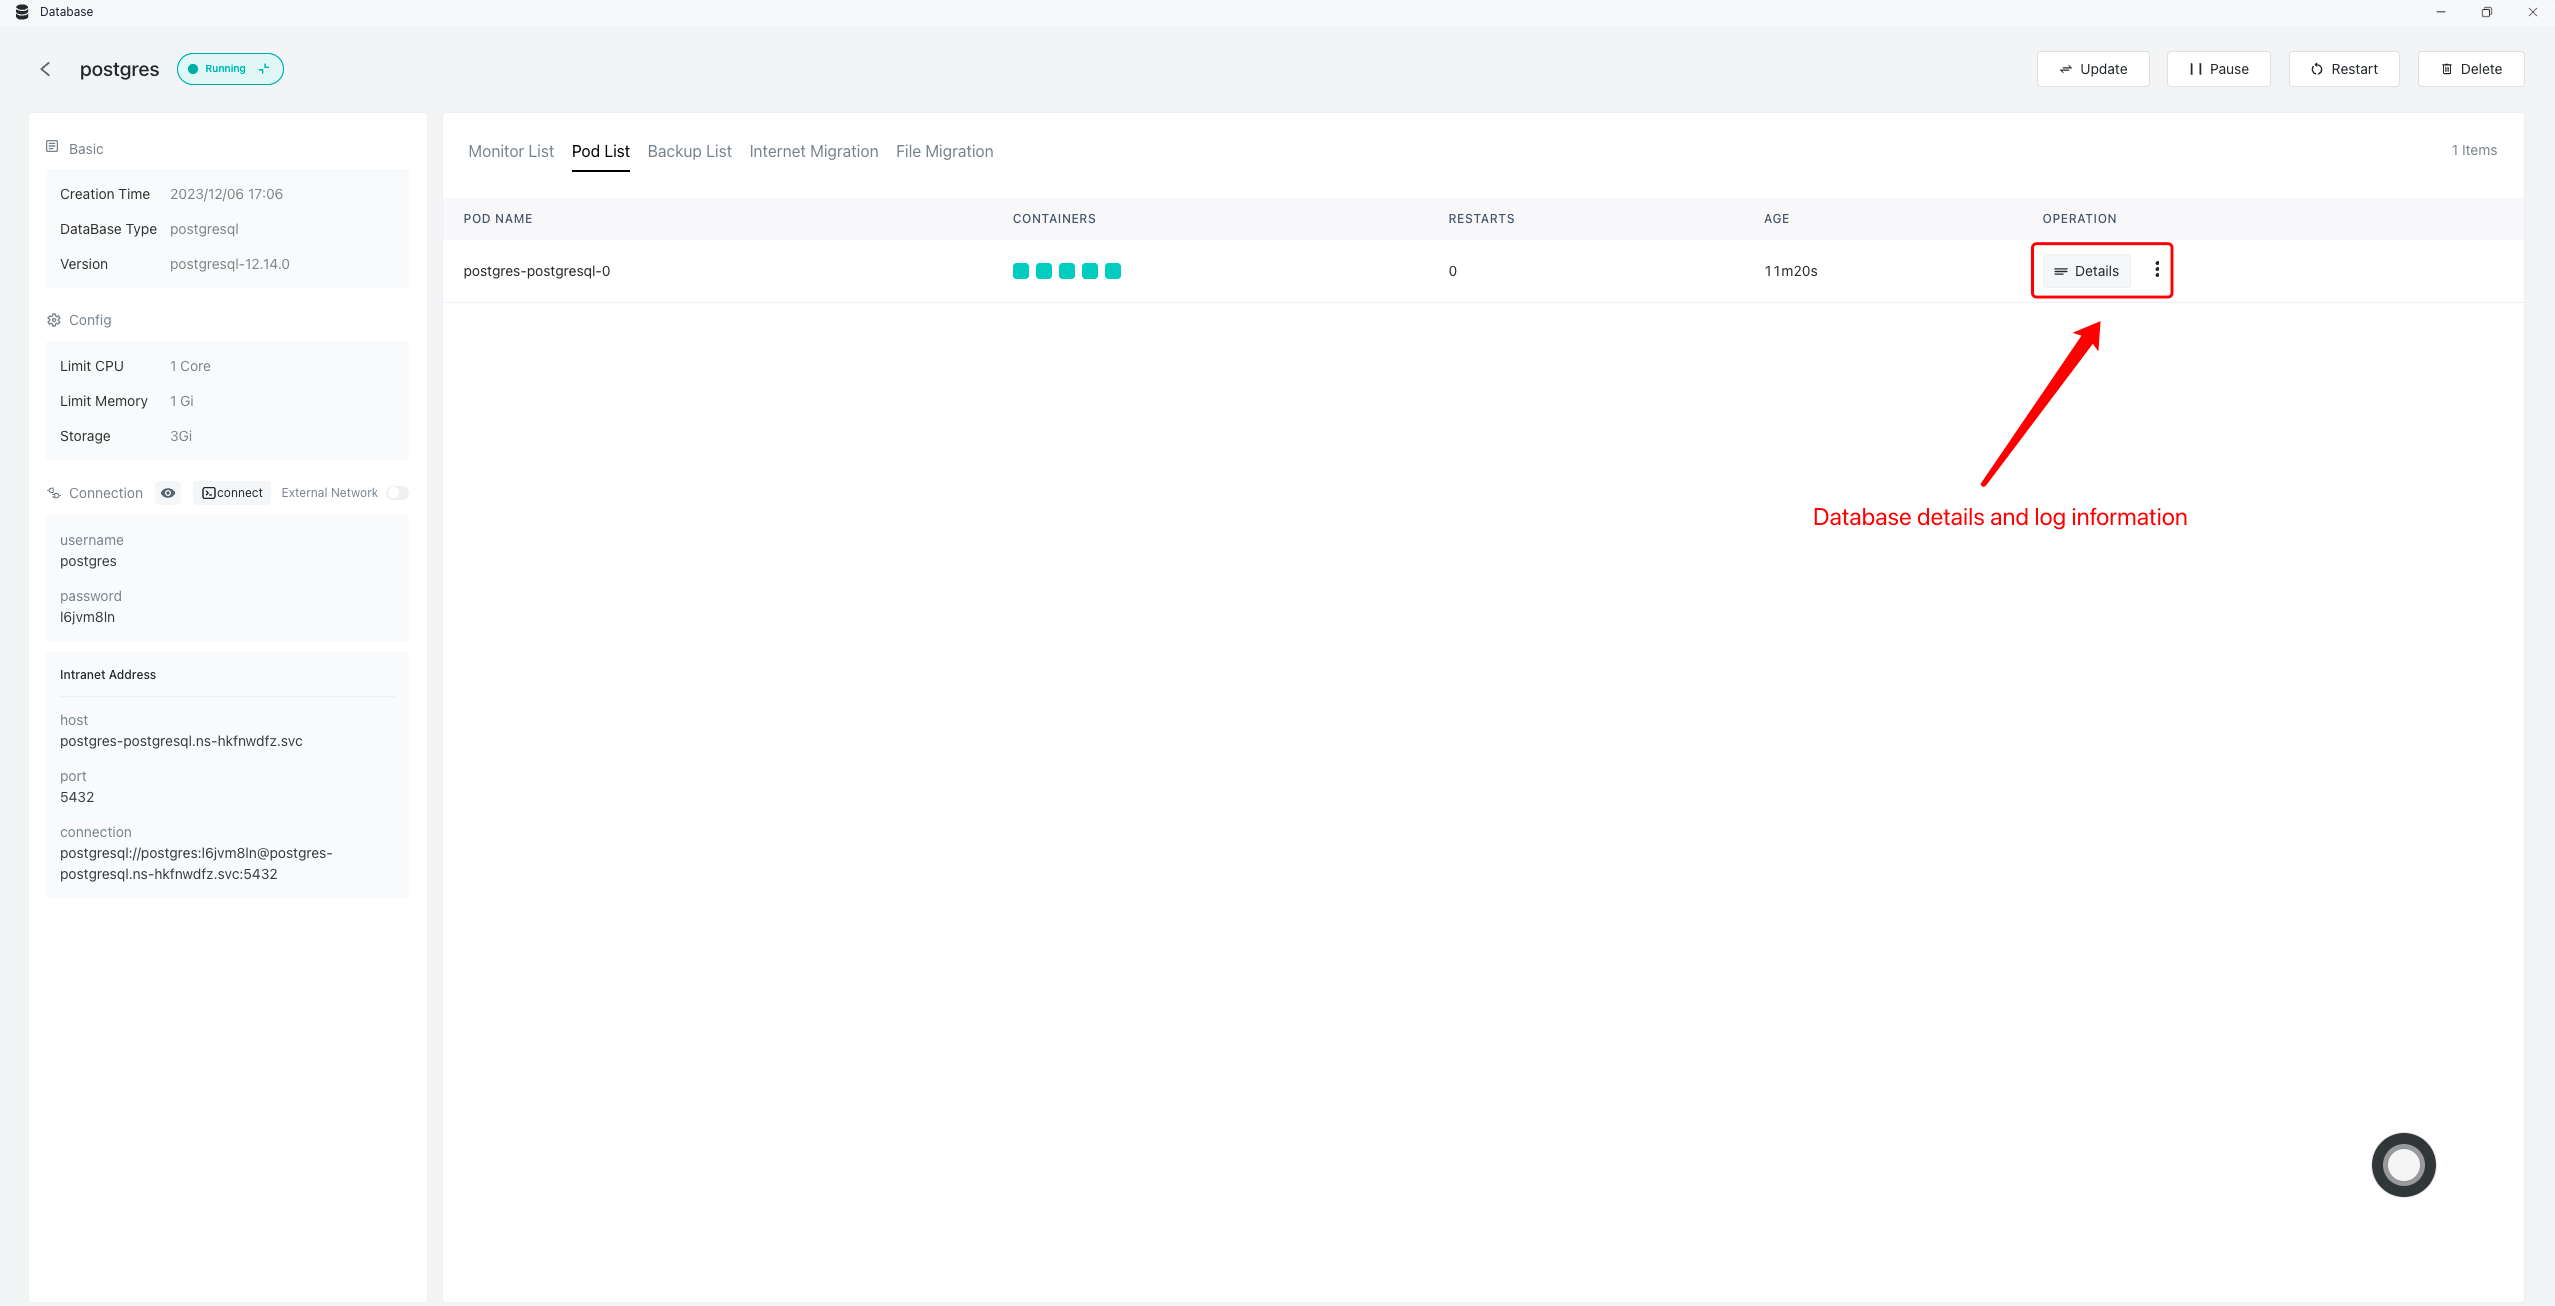 Database
postgres
Running
Update
Pause
Restart
Delete
Basic
Creation Time 2023/12/06 17:06
DataBase Type postgresql
Version postgresql-12.14.0
Config
Limit CPU 1 Core
Limit Memory 1 Gi
Storage 3Gi
Connection connect External Network
username
postgres
password
l6jvm8ln
Intranet Address
host
postgres-postgresql.ns-hkfnwdfz.svc
port
5432
connection
postgresql://postgres:l6jvm8ln@postgres-
postgresql.ns-hkfnwdfz.svc:5432
Monitor List Pod List Backup List Internet Migration File Migration
1 Items
POD NAME CONTAINERS RESTARTS AGE OPERATION
postgres-postgresql-0 0 11m20s Details
Database details and log information